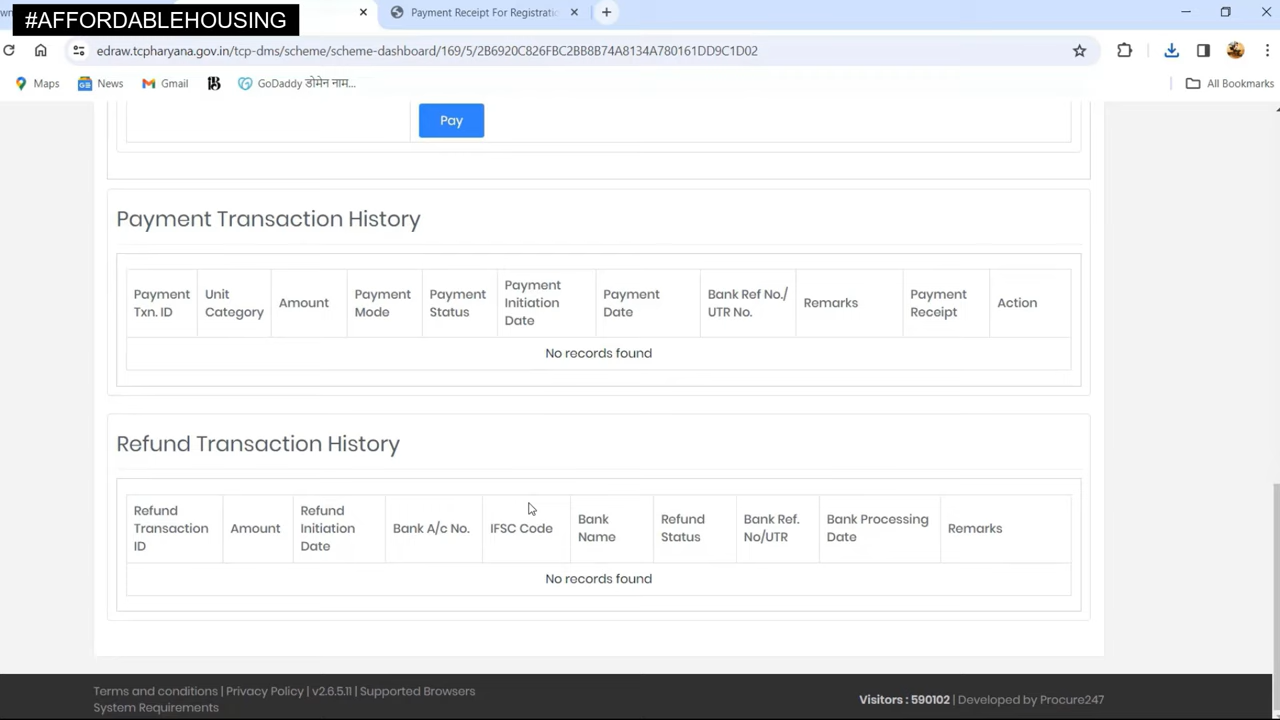 #AFFORDABLEHOUSING
Payment Receipt For Registratio
edraw.tcpharyana.gov.in/tcp-dms/scheme/scheme-dashboard/169/5/2B6920C826FBC2BB8B74A8134A780161DD9C1D02
Maps News Gmail GoDaddy डोमेन नाम... All Bookmarks
Pay
Payment Transaction History
Payment Txn. ID
Unit Category
Amount
Payment Mode
Payment Status
Payment Initiation Date
Payment Date
Bank Ref No./ UTR No.
Remarks
Payment Receipt
Action
No records found
Refund Transaction History
Refund Transaction ID
Amount
Refund Initiation Date
Bank A/c No.
IFSC Code
Bank Name
Refund Status
Bank Ref. No/UTR
Bank Processing Date
Remarks
No records found
Terms and conditions | Privacy Policy | v2.6.5.11 | Supported Browsers
System Requirements
Visitors : 590102 | Developed by Procure247